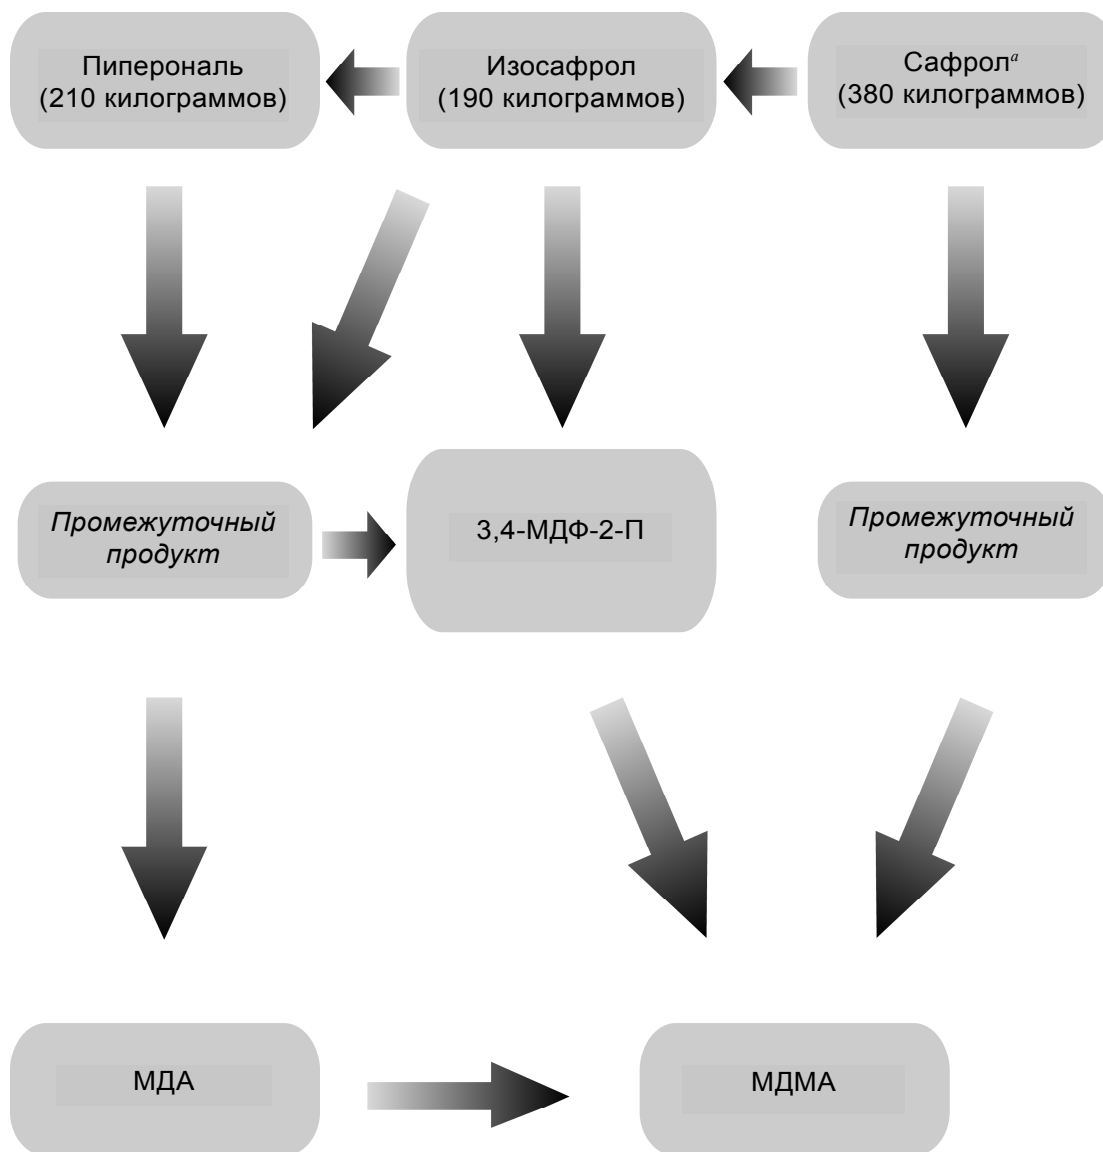 Пиперональ
(210 килограммов)
Изосафрол
(190 килограммов)
Сафролᵃ
(380 килограммов)
Промежуточный
продукт
3,4-МДФ-2-П
Промежуточный
продукт
МДА
МДМА